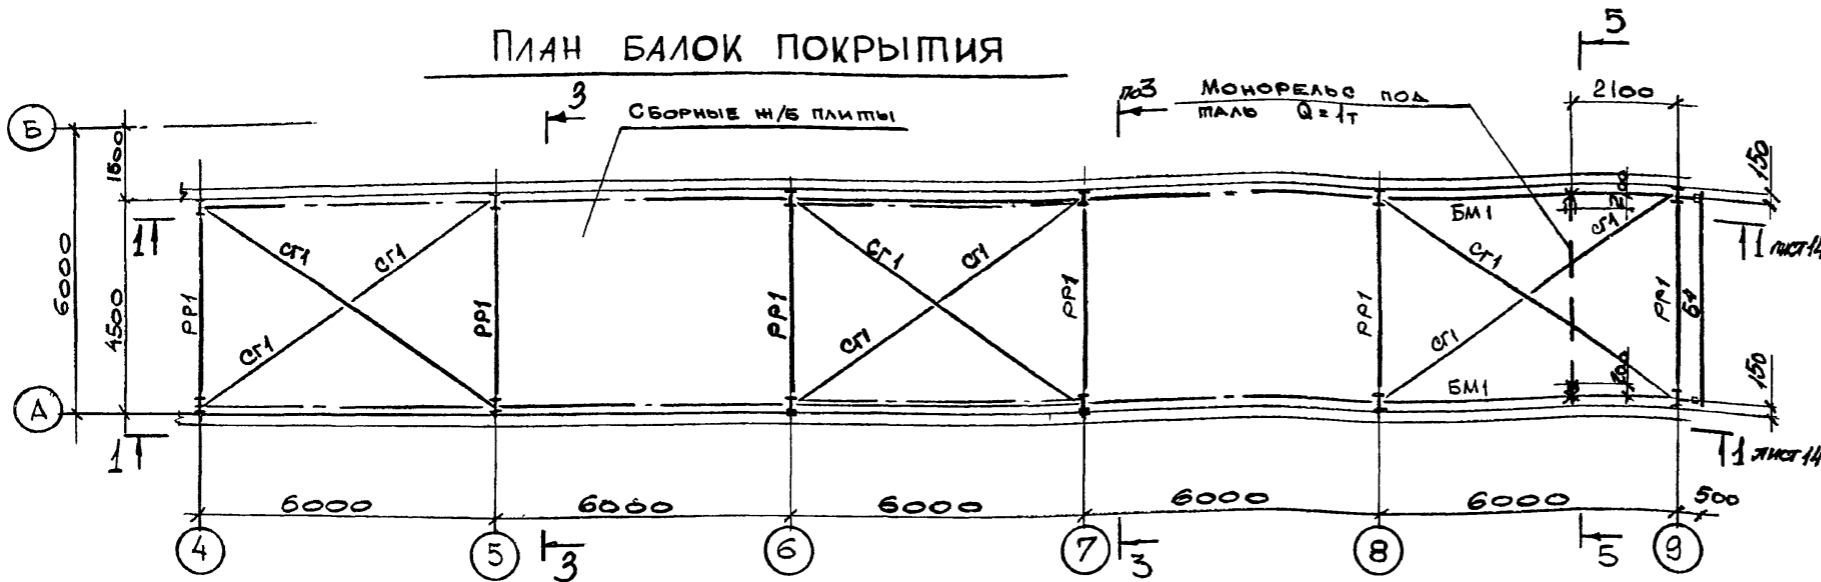 ПЛАН БАЛОК ПОКРЫТИЯ
5
2100
3
СБОРНЫЕ Ж/Б ПЛИТЫ
по3
МОНОРЕЛЬС ПОД
ТАЛЬ Q=1т
Б
1500
150
200
БМ1
1
СГ1 СГ1 СГ1 СГ1 СГ1 СГ1
1 лист 14
6000
4500
РР1 РР1 РР1 РР1 РР1 РР1
СГ1 СГ1 СГ1
200
150
БМ1
А
1
1 лист 14
6000 6000 6000 6000 6000 500
4 5 3 6 7 3 8 5 9